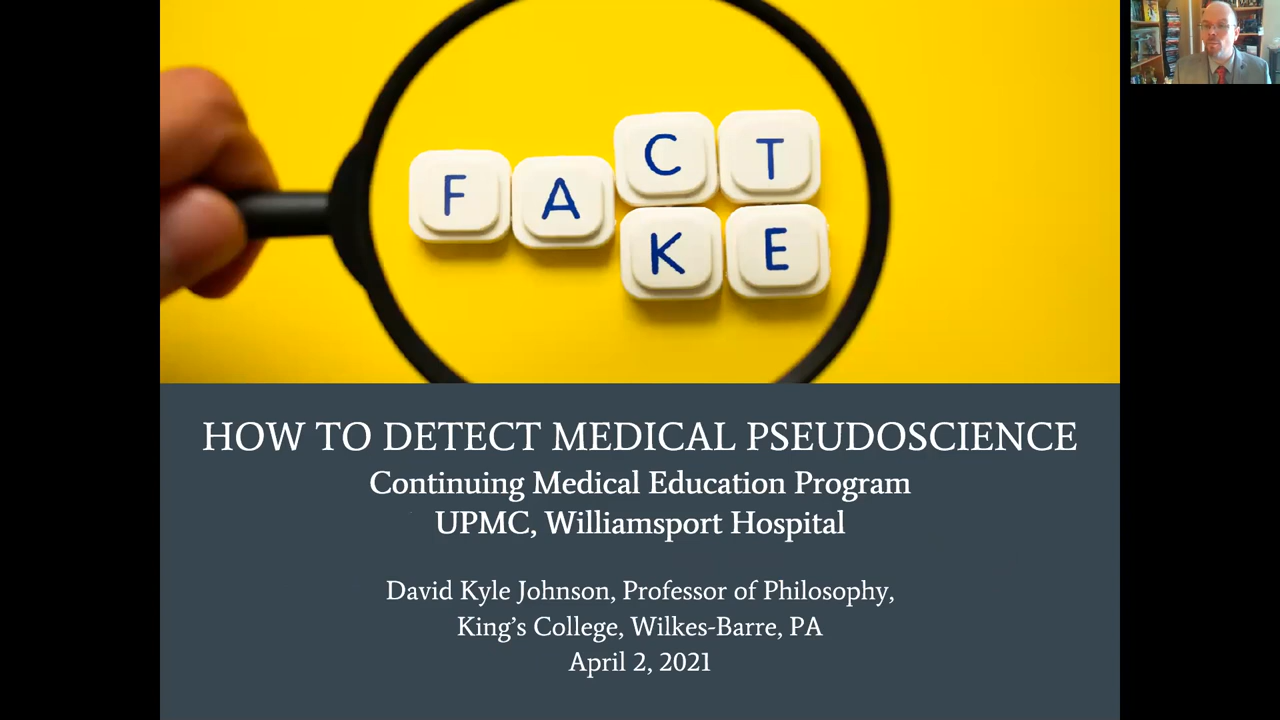 C T
F A
K E
HOW TO DETECT MEDICAL PSEUDOSCIENCE
Continuing Medical Education Program
UPMC, Williamsport Hospital
David Kyle Johnson, Professor of Philosophy,
King's College, Wilkes-Barre, PA
April 2, 2021